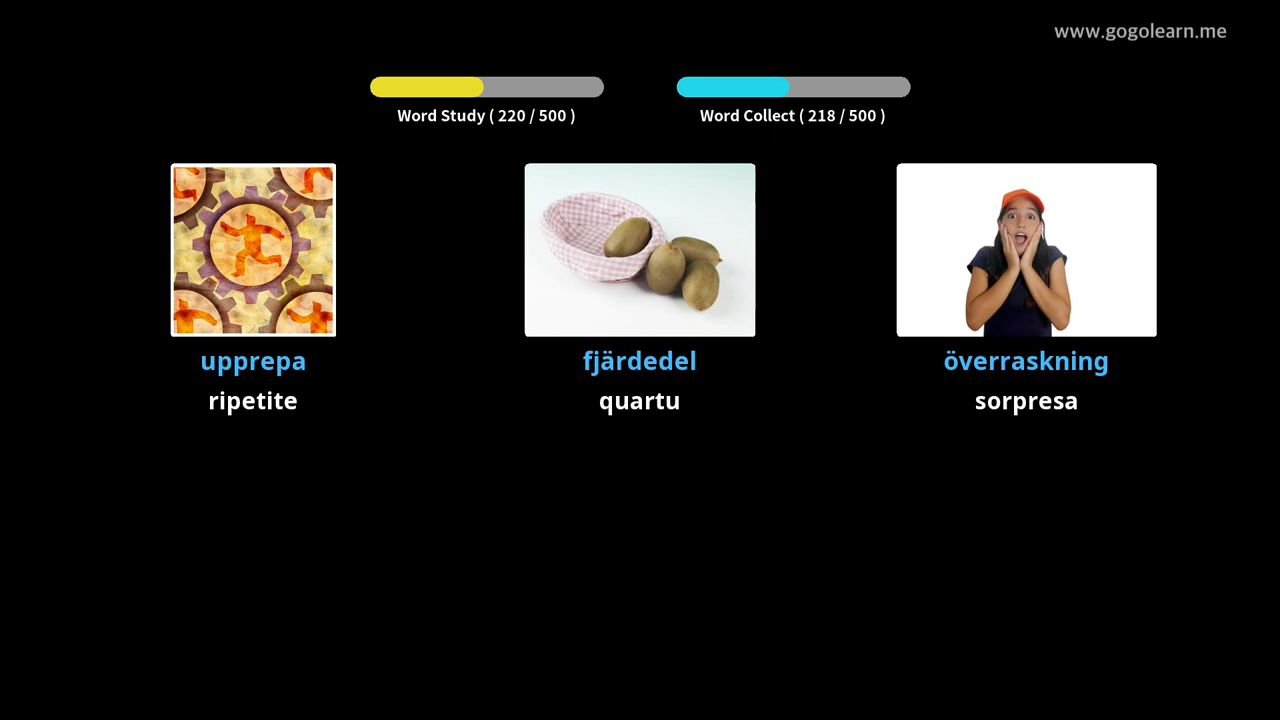 www.gogolearn.me
Word Study ( 220 / 500 )
Word Collect ( 218 / 500 )
upprepa
ripetite
fjärdedel
quartu
överraskning
sorpresa